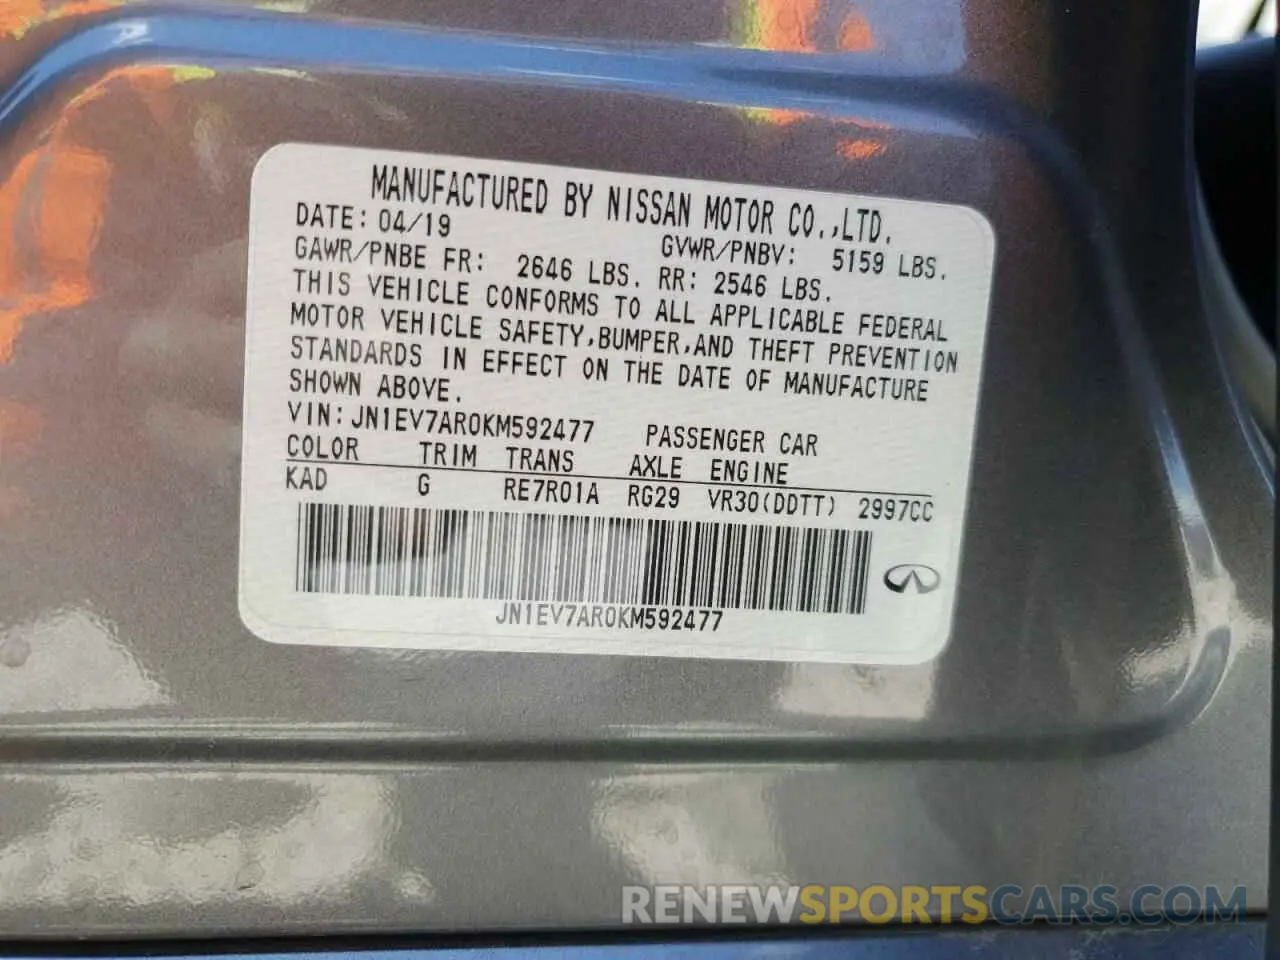 MANUFACTURED BY NISSAN MOTOR CO.,LTD.
DATE: 04/19 GVWR/PNBV: 5159 LBS.
GAWR/PNBE FR: 2646 LBS. RR: 2546 LBS.
THIS VEHICLE CONFORMS TO ALL APPLICABLE FEDERAL
MOTOR VEHICLE SAFETY,BUMPER,AND THEFT PREVENTION
STANDARDS IN EFFECT ON THE DATE OF MANUFACTURE
SHOWN ABOVE.
VIN:JN1EV7AR0KM592477 PASSENGER CAR
COLOR TRIM TRANS AXLE ENGINE
KAD G RE7R01A RG29 VR30(DDTT) 2997CC
JN1EV7AR0KM592477
RENEWSPORTSCARS.COM